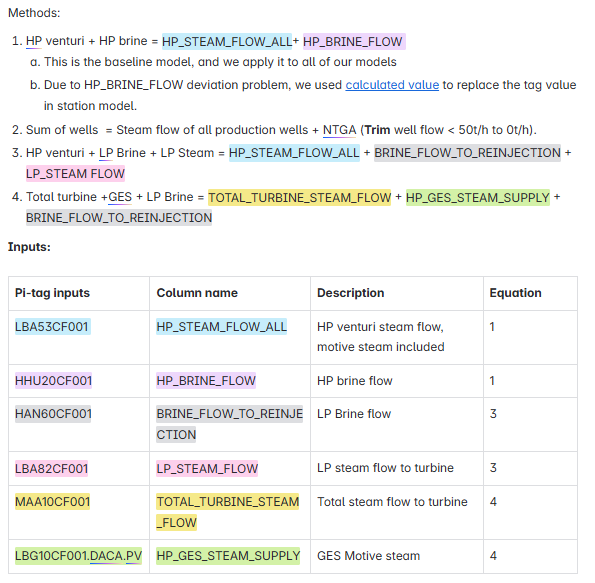 Methods:
1. HP venturi + HP brine = HP_STEAM_FLOW_ALL+ HP_BRINE_FLOW
a. This is the baseline model, and we apply it to all of our models
b. Due to HP_BRINE_FLOW deviation problem, we used calculated value to replace the tag value
in station model.
2. Sum of wells = Steam flow of all production wells + NTGA (Trim well flow < 50t/h to 0t/h).
3. HP venturi + LP Brine + LP Steam = HP_STEAM_FLOW_ALL + BRINE_FLOW_TO_REINJECTION +
LP_STEAM FLOW
4. Total turbine +GES + LP Brine = TOTAL_TURBINE_STEAM_FLOW + HP_GES_STEAM_SUPPLY +
BRINE_FLOW_TO_REINJECTION
Inputs:
Pi-tag inputs Column name Description Equation
LBA53CF001 HP_STEAM_FLOW_ALL HP venturi steam flow, 1
motive steam included
HHU20CF001 HP_BRINE_FLOW HP brine flow 1
HAN60CF001 BRINE_FLOW_TO_REINJE LP Brine flow 3
CTION
LBA82CF001 LP_STEAM_FLOW LP steam flow to turbine 3
MAA10CF001 TOTAL_TURBINE_STEAM Total steam flow to turbine 4
_FLOW
LBG10CF001.DACA.PV HP_GES_STEAM_SUPPLY GES Motive steam 4